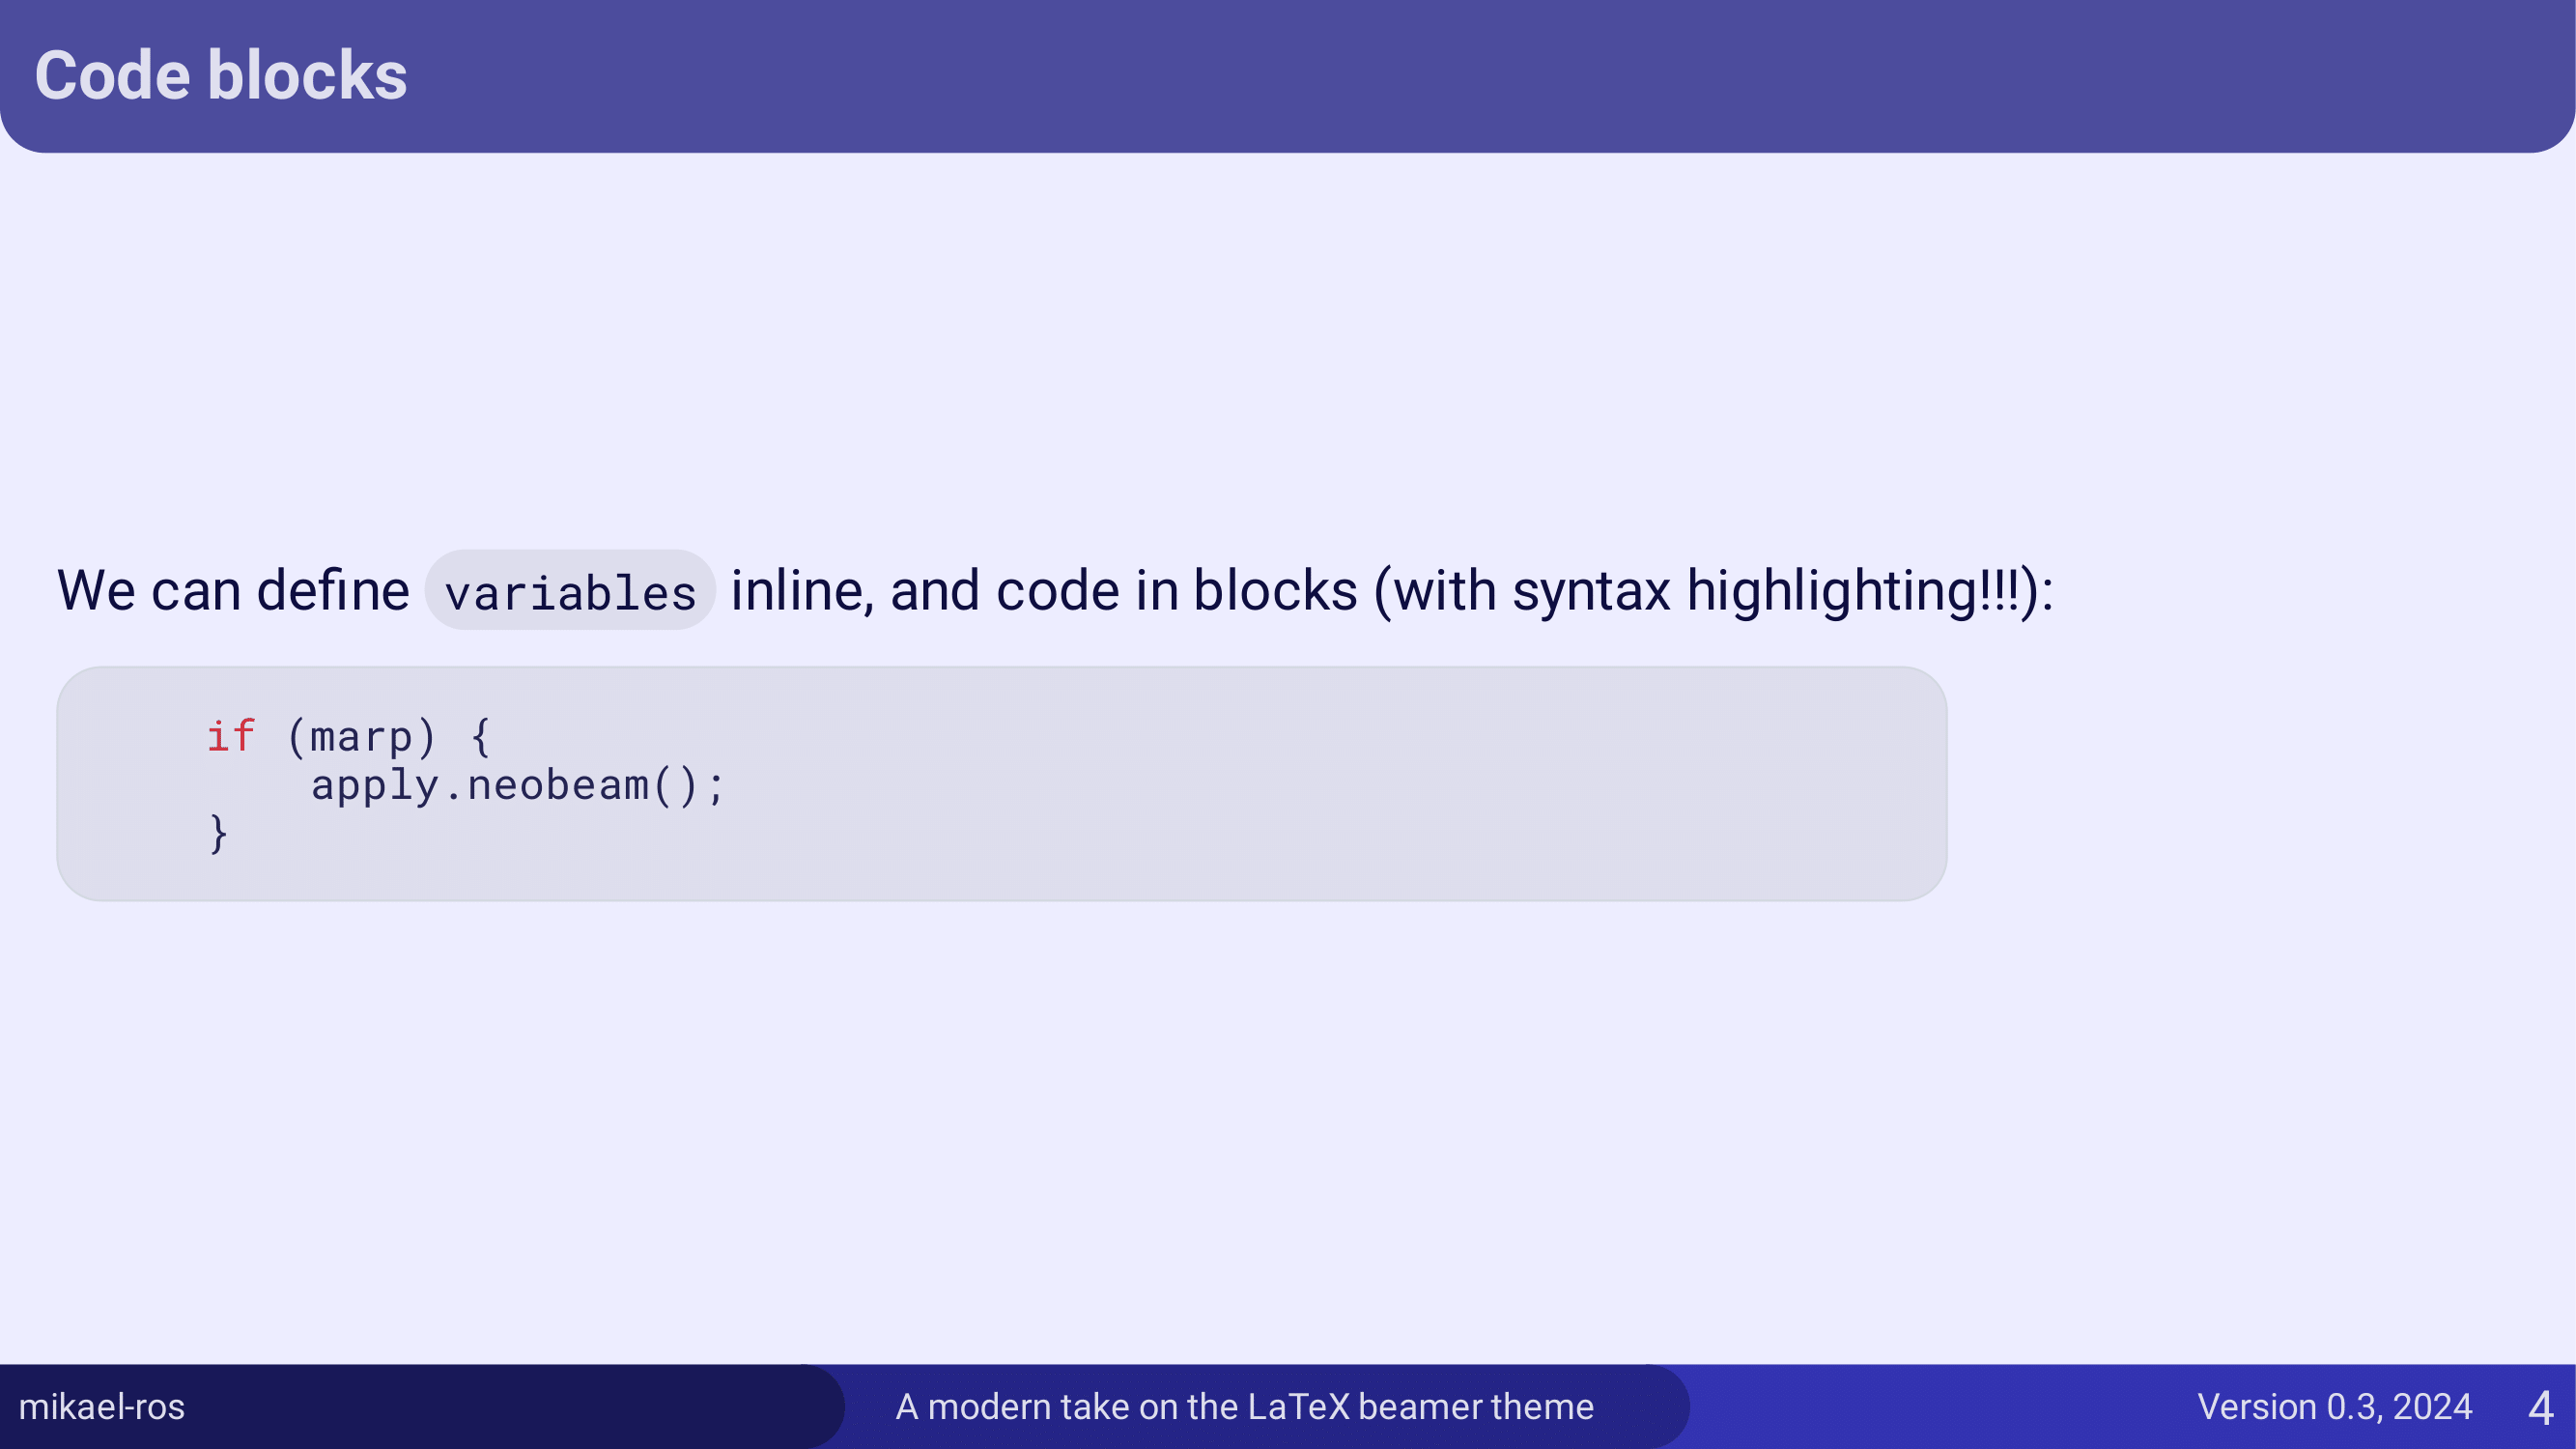 Code blocks
We can define variables inline, and code in blocks (with syntax highlighting!!!):
if (marp) {
    apply.neobeam();
}
mikael-ros
A modern take on the LaTeX beamer theme
Version 0.3, 2024
4